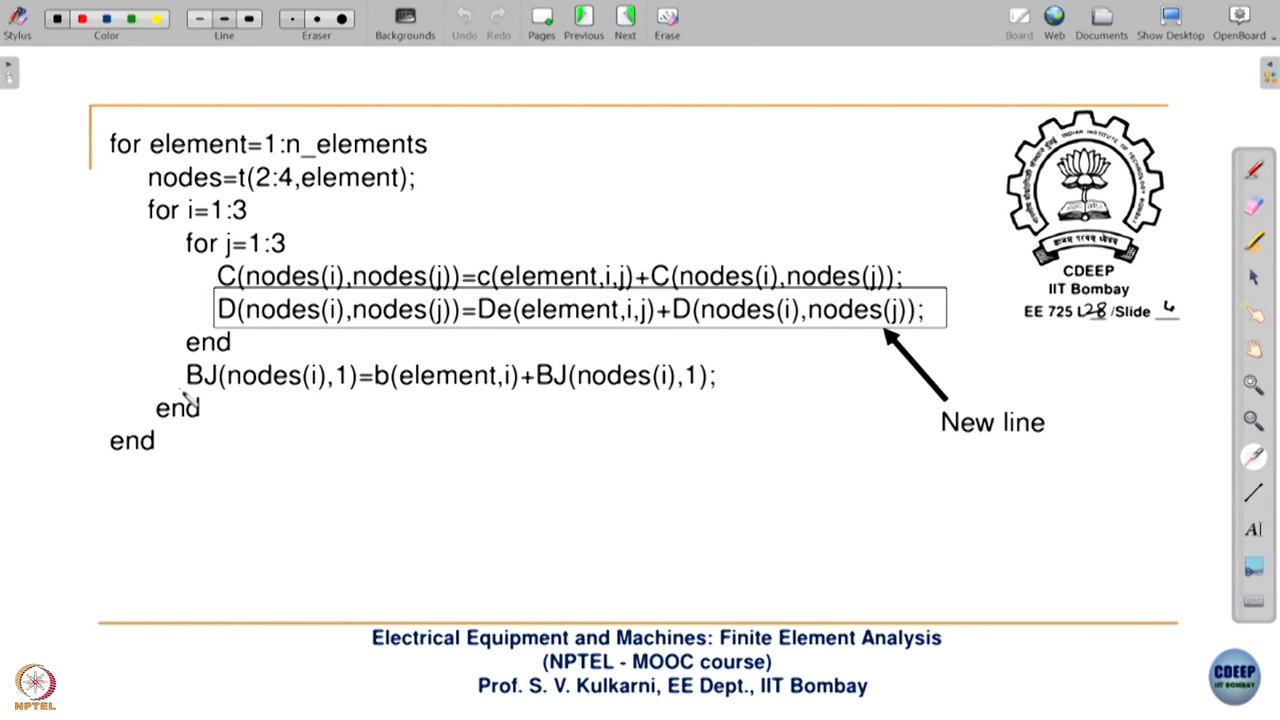 Stylus
Color
Line
Eraser
Backgrounds
Undo
Redo
Pages
Previous
Next
Erase
Board
Web
Documents
Show Desktop
OpenBoard
for element=1:n_elements
nodes=t(2:4,element);
for i=1:3
for j=1:3
C(nodes(i),nodes(j))=c(element,i,j)+C(nodes(i),nodes(j));
D(nodes(i),nodes(j))=De(element,i,j)+D(nodes(i),nodes(j));
end
BJ(nodes(i),1)=b(element,i)+BJ(nodes(i),1);
end
end
New line
CDEEP
IIT Bombay
EE 725 L28 /Slide 4
Electrical Equipment and Machines: Finite Element Analysis
(NPTEL - MOOC course)
Prof. S. V. Kulkarni, EE Dept., IIT Bombay
NPTEL
CDEEP
IIT BOMBAY